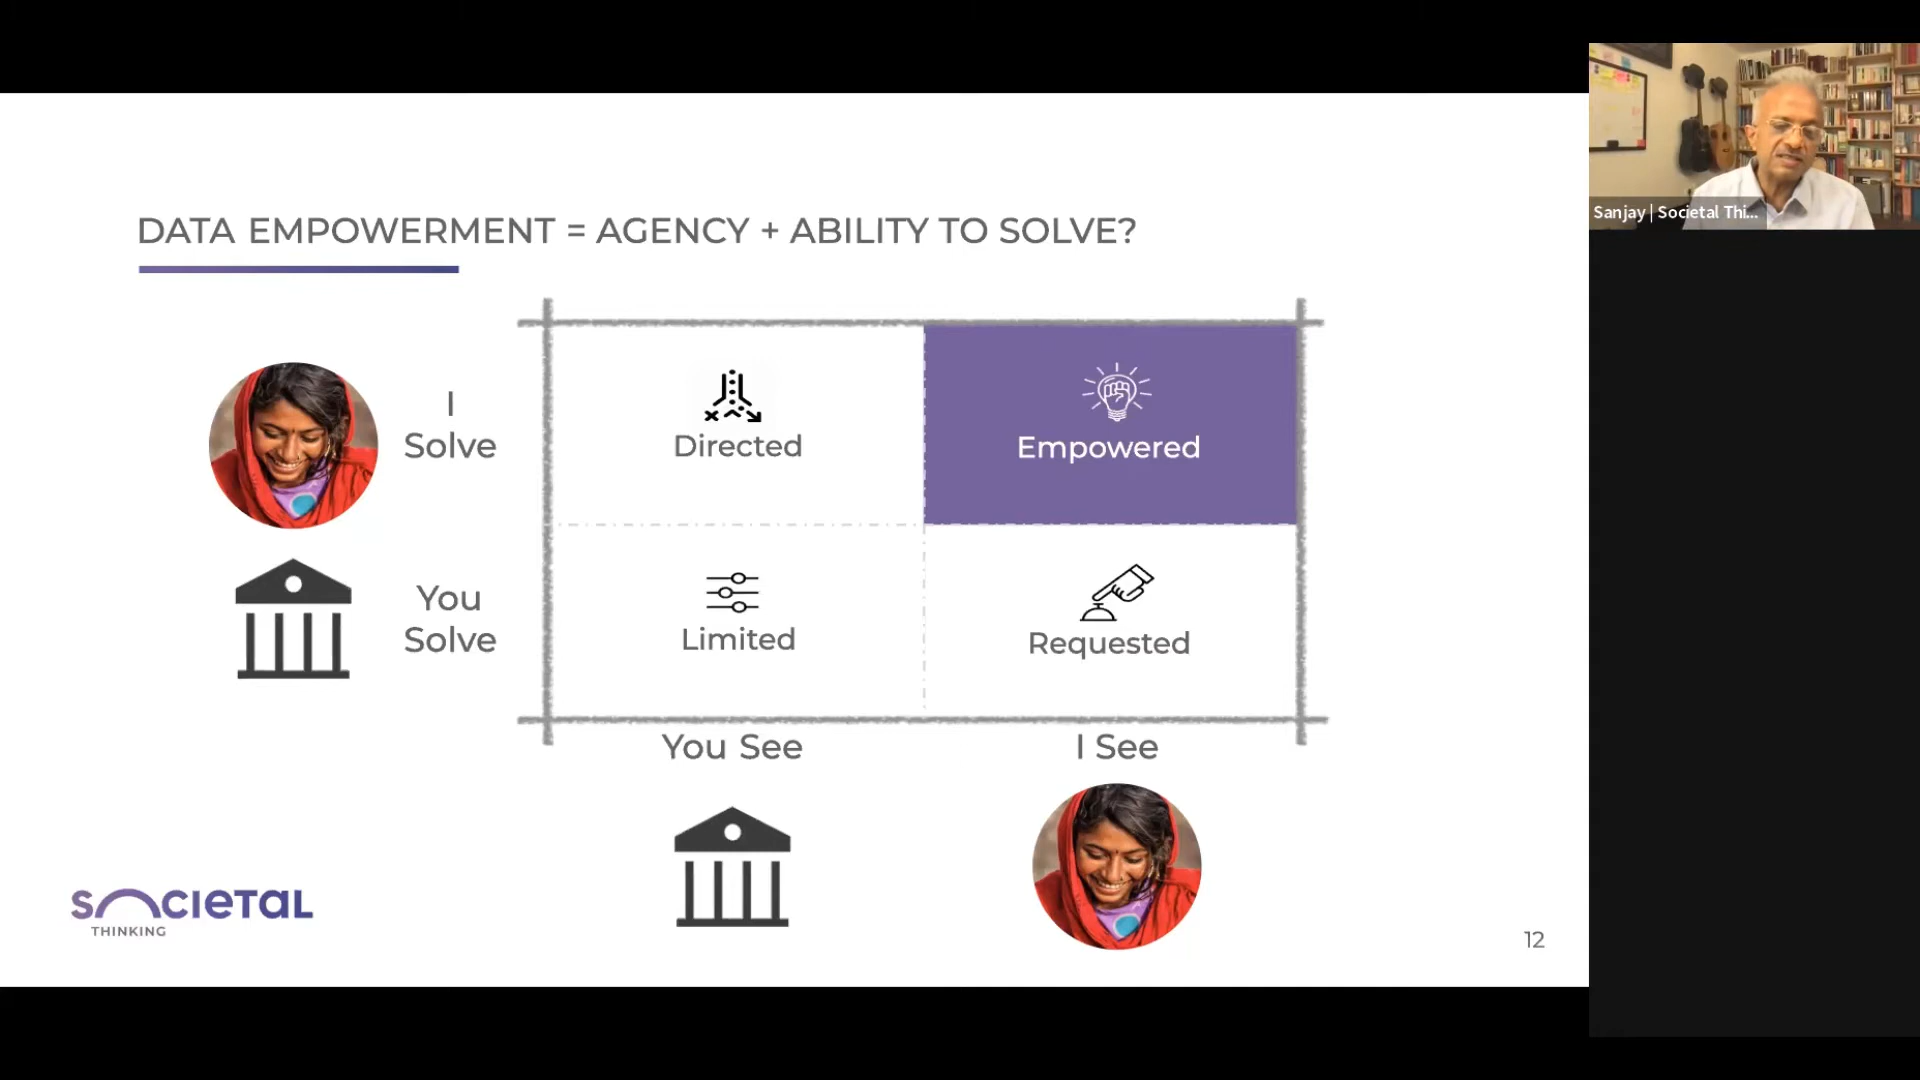 DATA EMPOWERMENT = AGENCY + ABILITY TO SOLVE?
I
Solve
Directed
Empowered
You
Solve
Limited
Requested
You See
I See
SOCIETAL
THINKING
12
Sanjay | Societal Thi...